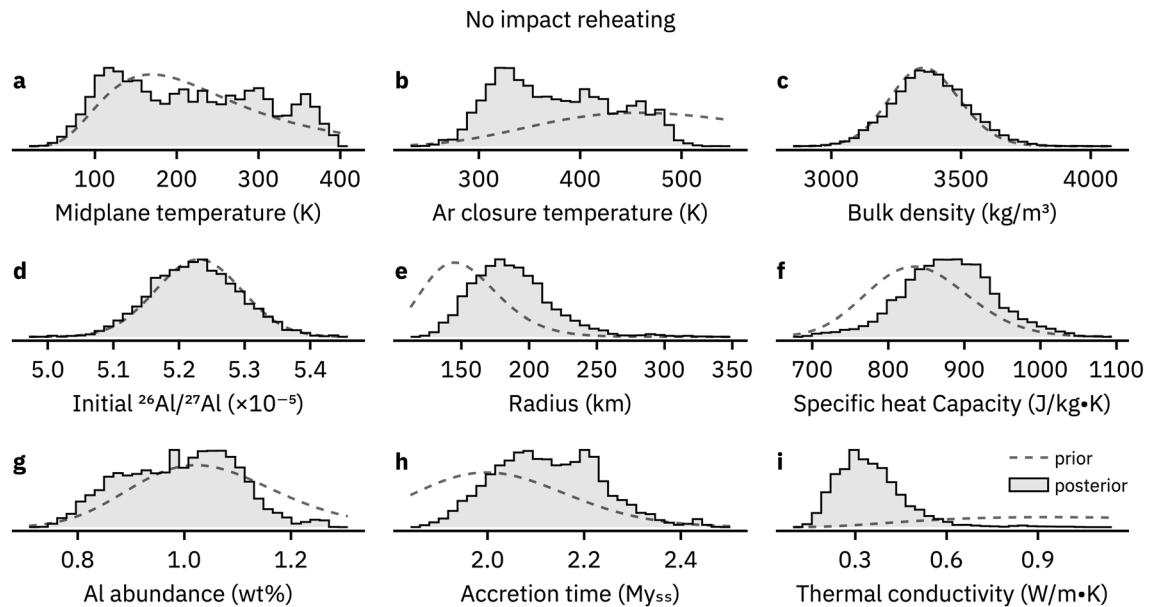 No impact reheating
a
b
c
100 200 300 400
300 400 500
3000 3500 4000
Midplane temperature (K)
Ar closure temperature (K)
Bulk density (kg/m³)
d
e
f
5.0 5.1 5.2 5.3 5.4
150 200 250 300 350
700 800 900 1000 1100
Initial ²⁶Al/²⁷Al (×10⁻⁵)
Radius (km)
Specific heat Capacity (J/kg•K)
g
h
i
prior
posterior
0.8 1.0 1.2
2.0 2.2 2.4
0.3 0.6 0.9
Al abundance (wt%)
Accretion time (Myₛₛ)
Thermal conductivity (W/m•K)